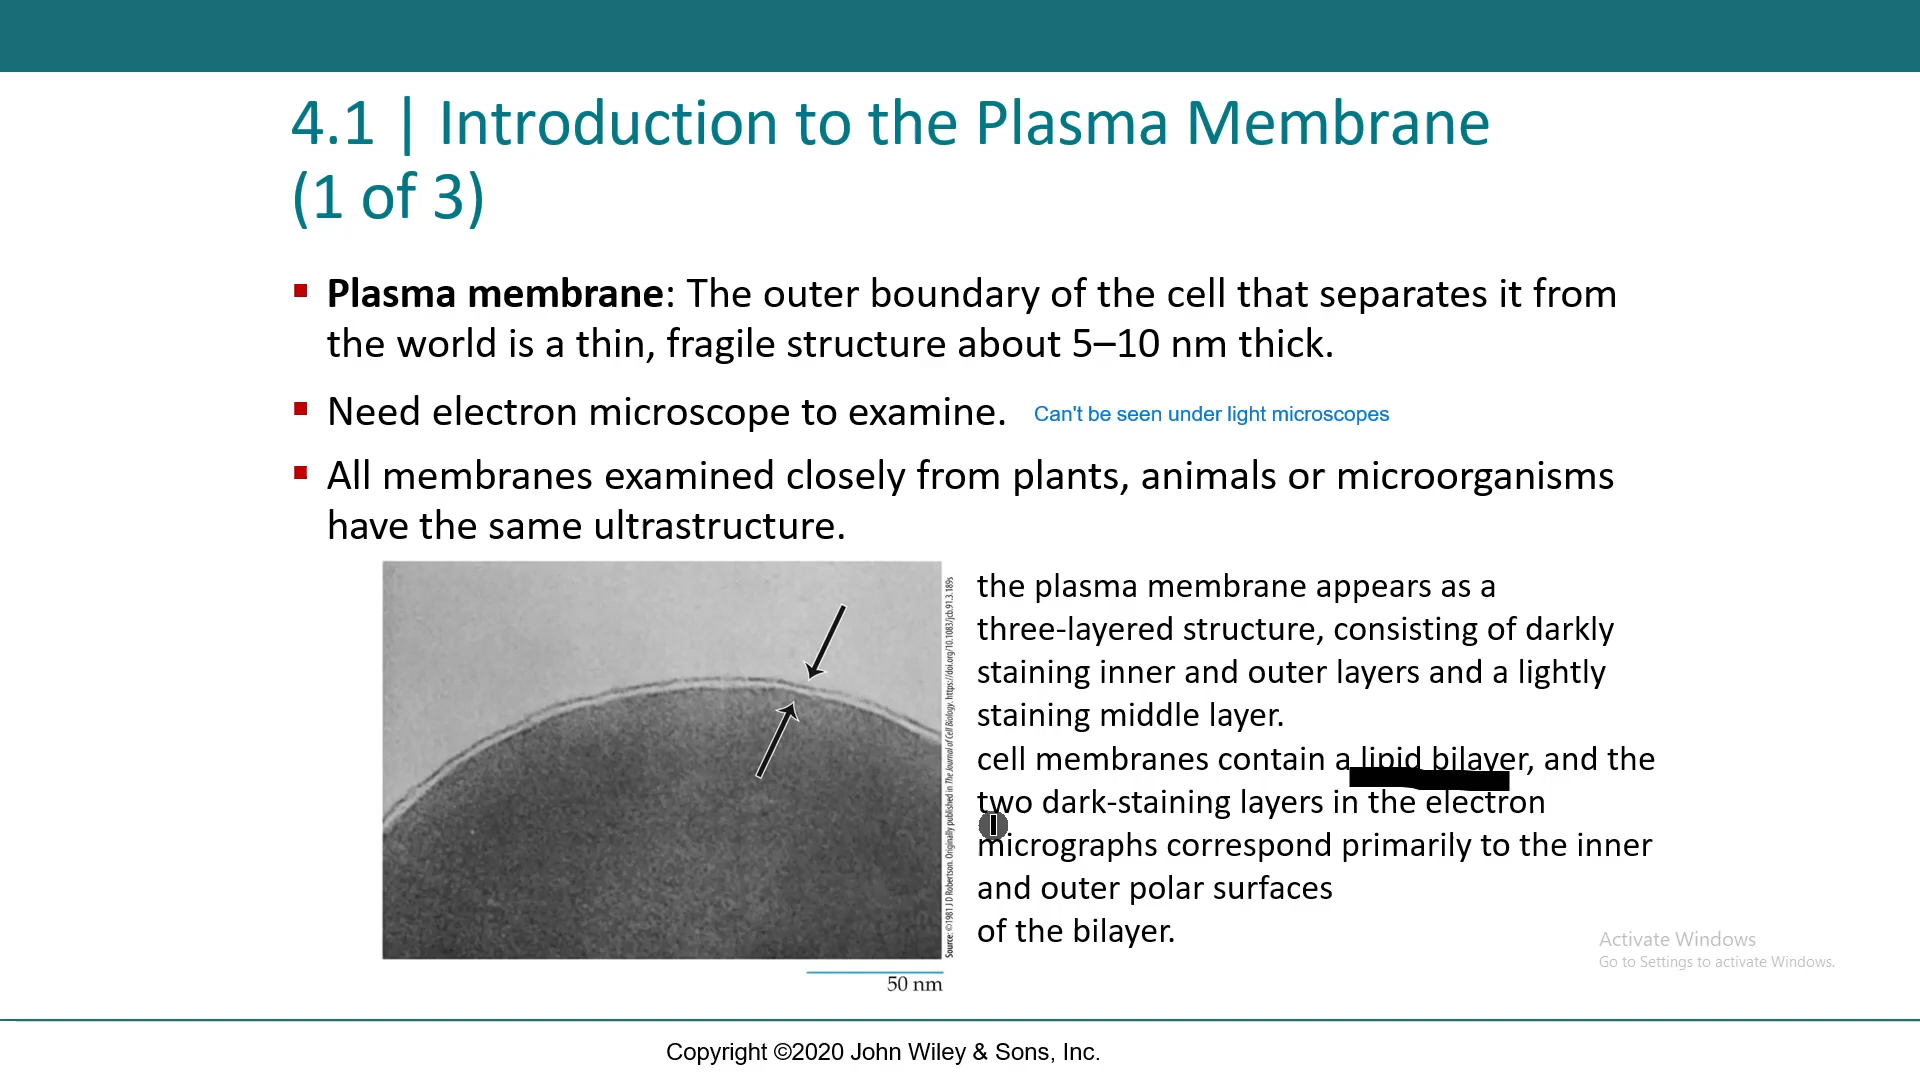 4.1 | Introduction to the Plasma Membrane
(1 of 3)
Plasma membrane: The outer boundary of the cell that separates it from
the world is a thin, fragile structure about 5–10 nm thick.
Need electron microscope to examine. Can't be seen under light microscopes
All membranes examined closely from plants, animals or microorganisms
have the same ultrastructure.
Source: ©1981 J D Robertson. Originally published in The Journal of Cell Biology. https://doi.org/10.1083/jcb.91.3.189s
50 nm
the plasma membrane appears as a
three-layered structure, consisting of darkly
staining inner and outer layers and a lightly
staining middle layer.
cell membranes contain a lipid bilayer, and the
two dark-staining layers in the electron
micrographs correspond primarily to the inner
and outer polar surfaces
of the bilayer.
Activate Windows
Go to Settings to activate Windows.
Copyright ©2020 John Wiley & Sons, Inc.